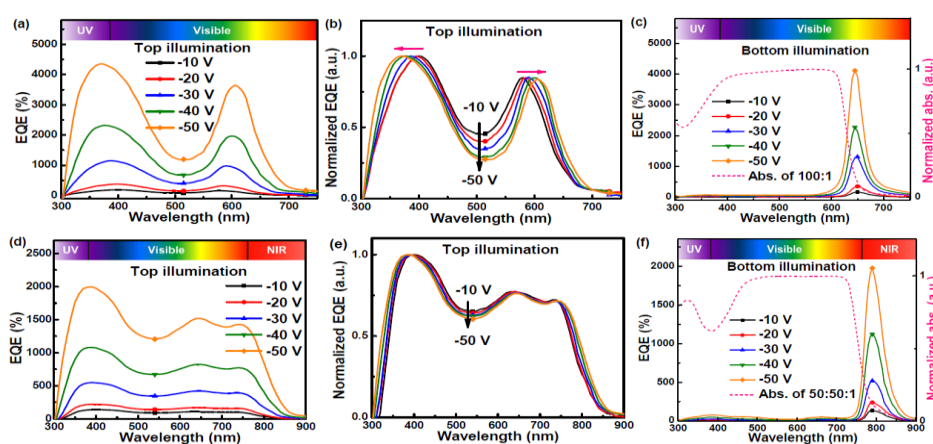 (a)
UV
Visible
Top illumination
-10 V
-20 V
-30 V
-40 V
-50 V
EQE (%)
5000
4000
3000
2000
1000
0
300
400
500
600
700
Wavelength (nm)
(b)
Top illumination
-10 V
-50 V
Normalized EQE (a.u.)
1.0
0.5
0.0
300
400
500
600
700
800
Wavelength (nm)
(c)
UV
Visible
Bottom illumination
-10 V
-20 V
-30 V
-40 V
-50 V
Abs. of 100:1
EQE (%)
5000
4000
3000
2000
1000
0
300
450
600
750
Wavelength (nm)
Normalized abs. (a.u.)
1
0
(d)
UV
Visible
NIR
Top illumination
-10 V
-20 V
-30 V
-40 V
-50 V
EQE (%)
2500
2000
1500
1000
500
0
300
400
500
600
700
800
900
Wavelength (nm)
(e)
Top illumination
-10 V
-50 V
Normalized EQE (a.u.)
1.0
0.5
0.0
300
400
500
600
700
800
900
Wavelength (nm)
(f)
UV
Visible
NIR
Bottom illumination
-10 V
-20 V
-30 V
-40 V
-50 V
Abs. of 50:50:1
EQE (%)
2000
1500
1000
500
0
300
400
500
600
700
800
900
Wavelength (nm)
Normalized abs. (a.u.)
1
0